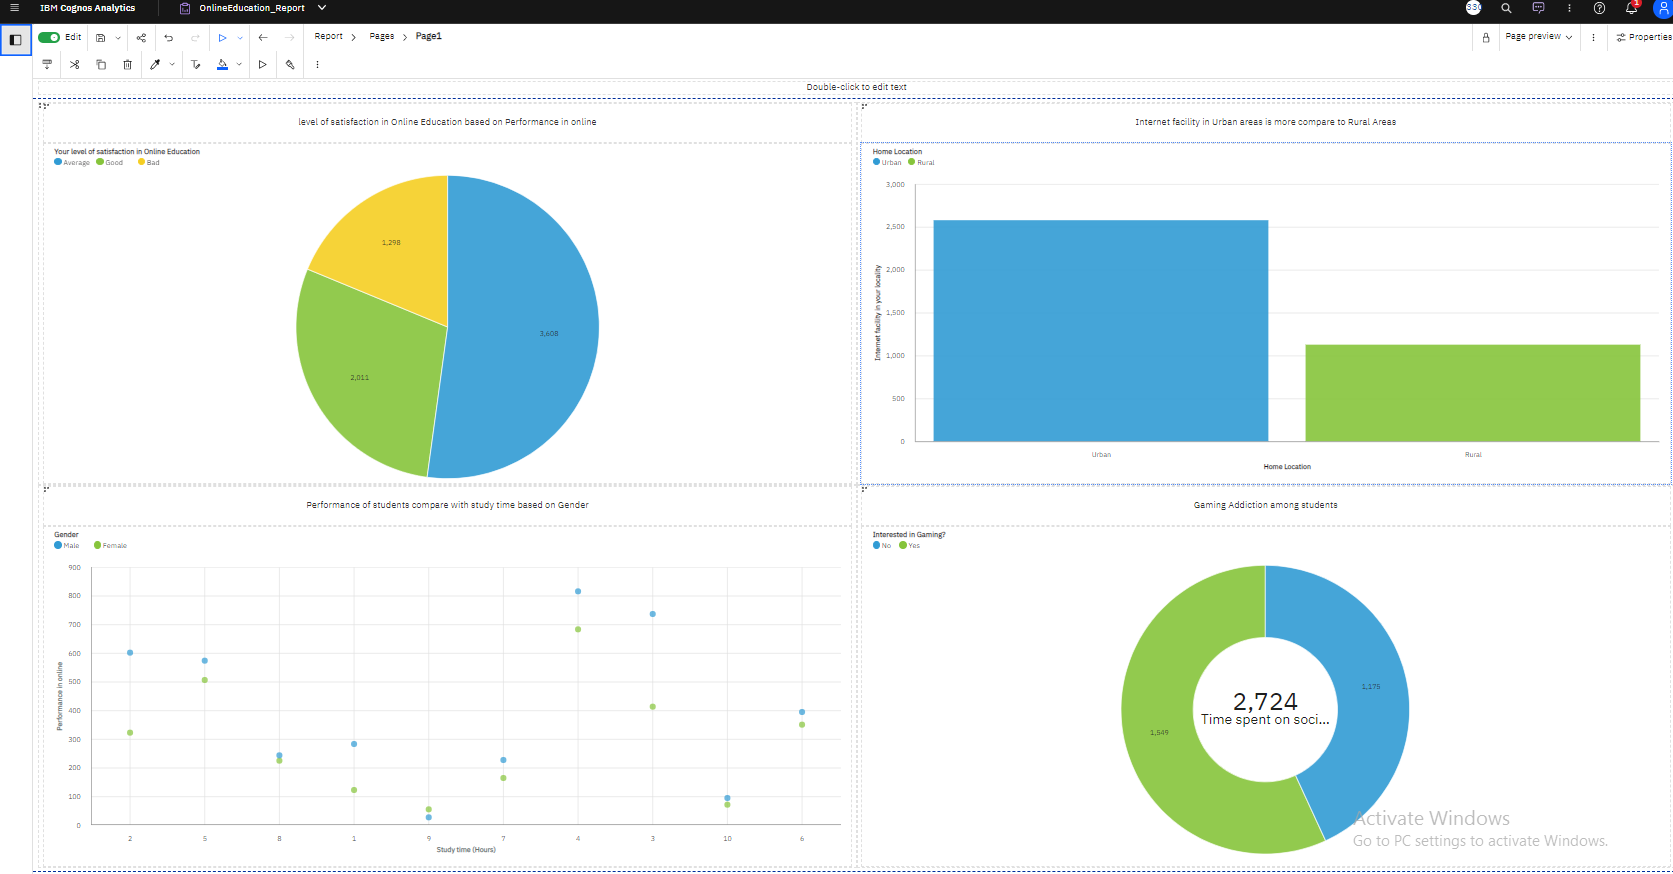 IBM Cognos Analytics
OnlineEducation_Report
1
Edit
Report > Pages > Page1
Page preview
Properties
Double-click to edit text
level of satisfaction in Online Education based on Performance in online
Your level of satisfaction in Online Education
Average Good Bad
1,298
3,608
2,011
Internet facility in Urban areas is more compare to Rural Areas
Home Location
Urban Rural
3,000
2,500
2,000
1,500
1,000
500
0
Internet facility in your locality
Urban Rural
Home Location
Performance of students compare with study time based on Gender
Gender
Male Female
900
800
700
600
500
400
300
200
100
0
Performance in online
2 5 8 1 9 7 4 3 10 6
Study time (Hours)
Gaming Addiction among students
Interested in Gaming?
No Yes
1,175
2,724
Time spent on soci...
1,549
Activate Windows
Go to PC settings to activate Windows.